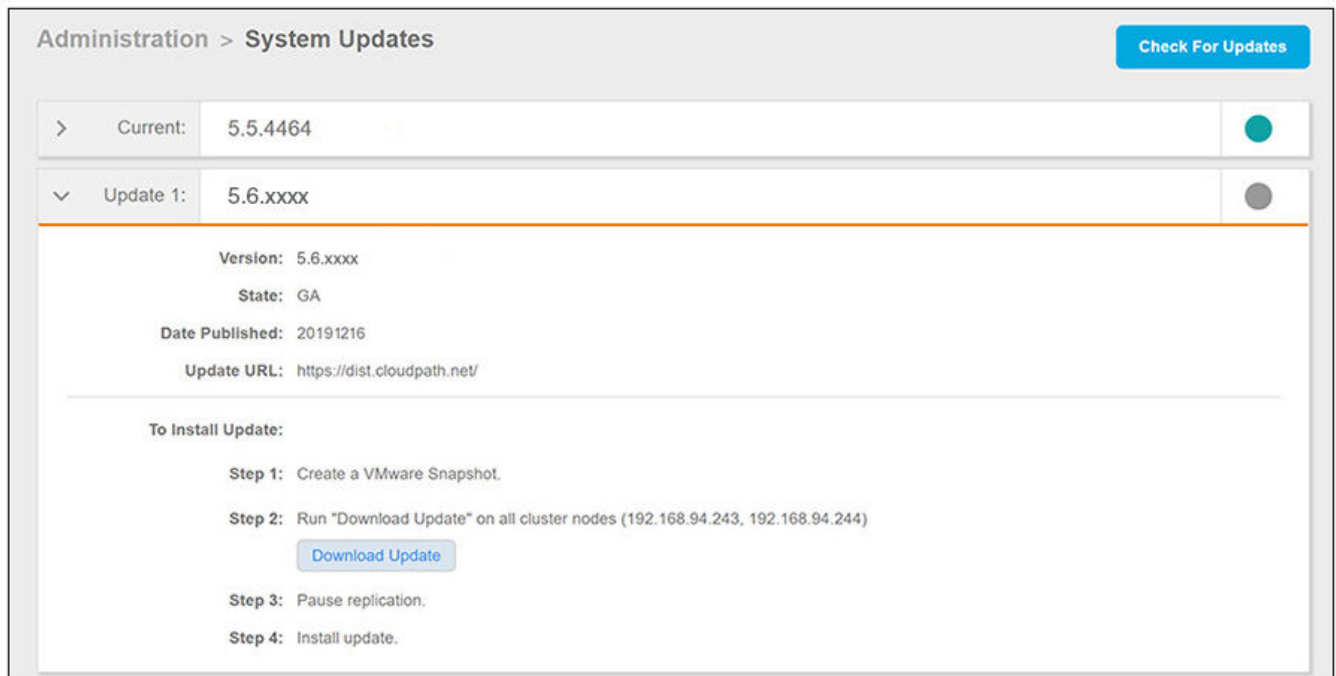 Administration > System Updates
Check For Updates
Current: 5.5.4464
Update 1: 5.6.xxxx
Version: 5.6.xxxx
State: GA
Date Published: 20191216
Update URL: https://dist.cloudpath.net/
To Install Update:
Step 1: Create a VMware Snapshot.
Step 2: Run "Download Update" on all cluster nodes (192.168.94.243, 192.168.94.244)
Download Update
Step 3: Pause replication.
Step 4: Install update.